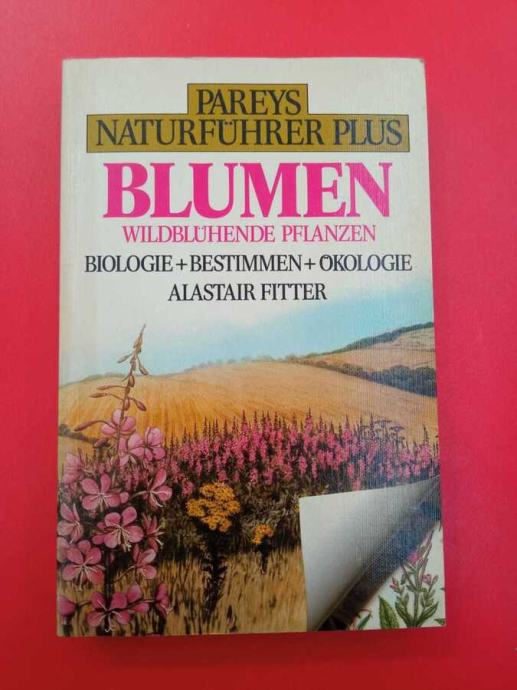 PAREYS
NATURFÜHRER PLUS
BLUMEN
WILDBLÜHENDE PFLANZEN
BIOLOGIE+BESTIMMEN+ÖKOLOGIE
ALASTAIR FITTER